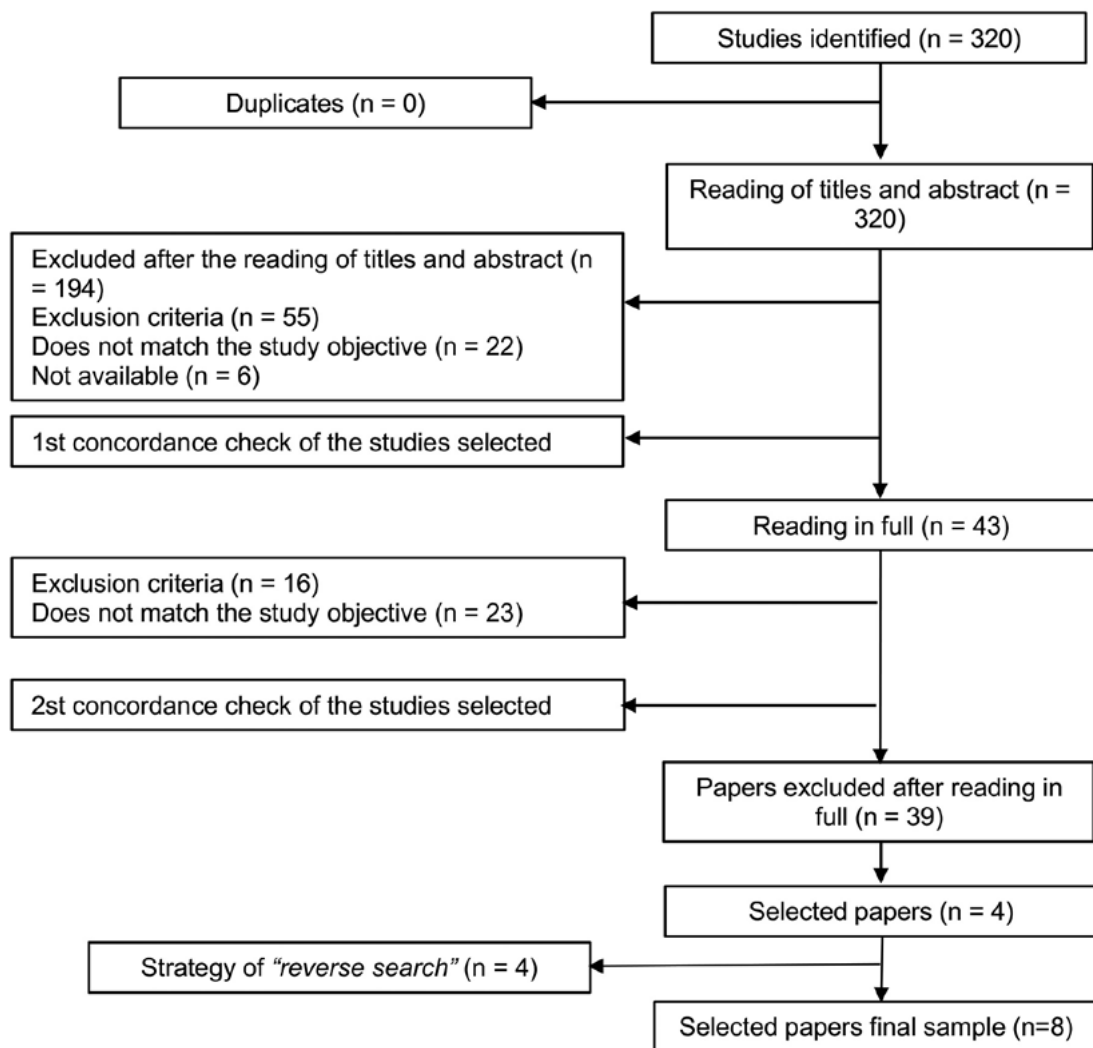 Studies identified (n = 320)
Duplicates (n = 0)
Reading of titles and abstract (n =
320)
Excluded after the reading of titles and abstract (n
= 194)
Exclusion criteria (n = 55)
Does not match the study objective (n = 22)
Not available (n = 6)
1st concordance check of the studies selected
Reading in full (n = 43)
Exclusion criteria (n = 16)
Does not match the study objective (n = 23)
2st concordance check of the studies selected
Papers excluded after reading in
full (n = 39)
Selected papers (n = 4)
Strategy of “reverse search” (n = 4)
Selected papers final sample (n=8)